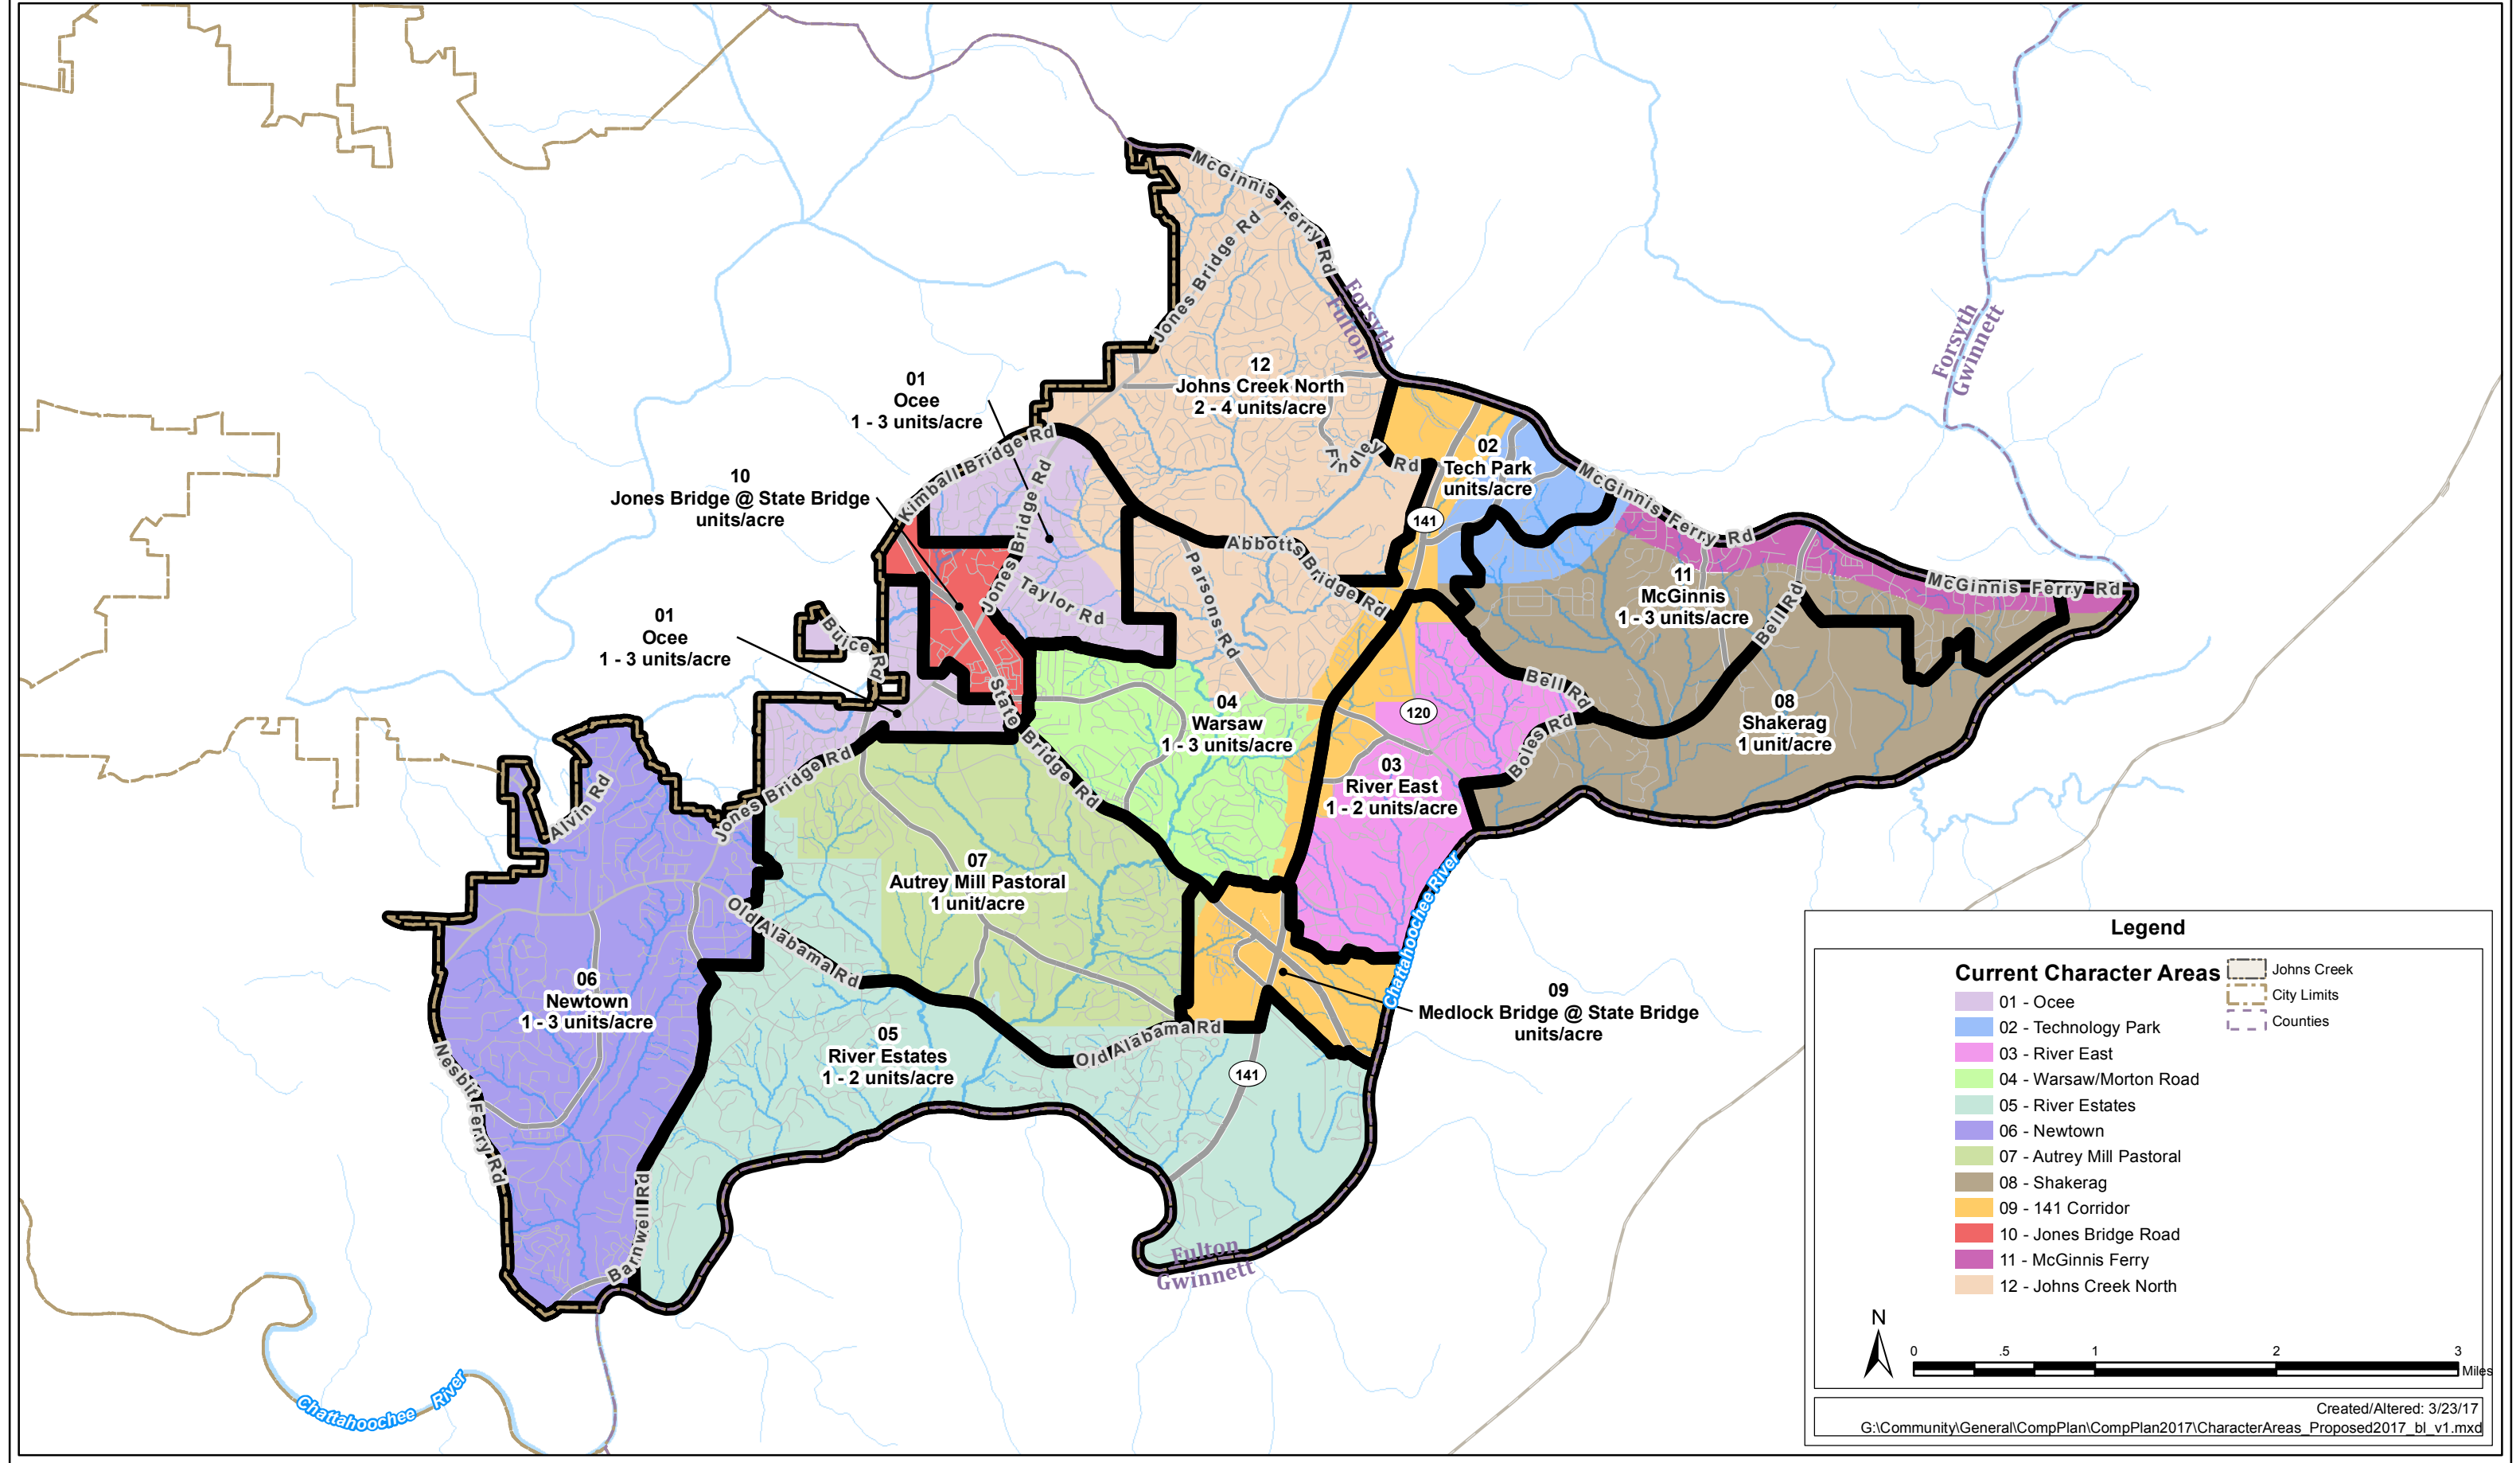 McGinnis Ferry Rd
Jones Bridge Rd
Forsyth
Fulton
Forsyth
Gwinnett
12
Johns Creek North
2 - 4 units/acre
01
Ocee
1 - 3 units/acre
Kimball Bridge Rd
Findley Rd
02
Tech Park
units/acre
McGinnis Ferry Rd
10
Jones Bridge @ State Bridge
units/acre
Jones Bridge Rd
141
Abbotts Bridge Rd
Parsons Rd
Taylor Rd
11
McGinnis
1 - 3 units/acre
McGinnis Ferry Rd
Bell Rd
01
Ocee
1 - 3 units/acre
Buice Rd
State Bridge Rd
04
Warsaw
1 - 3 units/acre
120
Bell Rd
Boles Rd
08
Shakerag
1 unit/acre
03
River East
1 - 2 units/acre
Alvin Rd
Jones Bridge Rd
07
Autrey Mill Pastoral
1 unit/acre
Old Alabama Rd
Chattahoochee River
06
Newtown
1 - 3 units/acre
09
Medlock Bridge @ State Bridge
units/acre
05
River Estates
1 - 2 units/acre
Old Alabama Rd
141
Nesbit Ferry Rd
Barnwell Rd
Fulton
Gwinnett
Chattahoochee River
Legend
Current Character Areas
01 - Ocee
02 - Technology Park
03 - River East
04 - Warsaw/Morton Road
05 - River Estates
06 - Newtown
07 - Autrey Mill Pastoral
08 - Shakerag
09 - 141 Corridor
10 - Jones Bridge Road
11 - McGinnis Ferry
12 - Johns Creek North
Johns Creek
City Limits
Counties
N
0 .5 1 2 3
Miles
Created/Altered: 3/23/17
G:\Community\General\CompPlan\CompPlan2017\CharacterAreas_Proposed2017_bl_v1.mxd